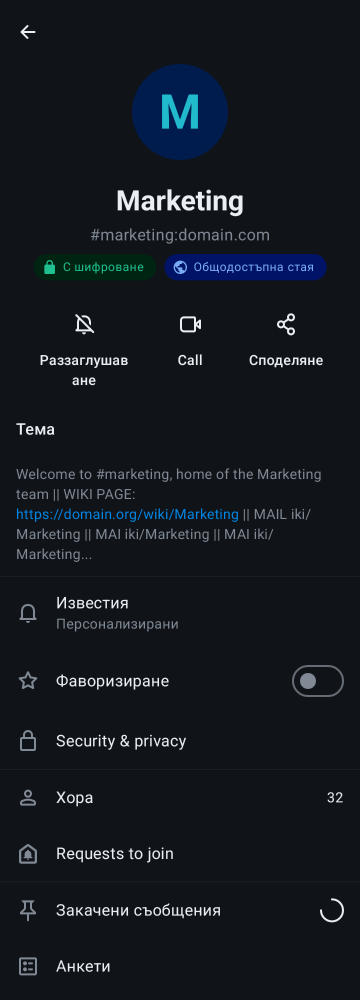 M
Marketing
#marketing:domain.com
С шифроване
Общодостъпна стая
Раззаглушав
ане
Call
Споделяне
Тема
Welcome to #marketing, home of the Marketing
team || WIKI PAGE:
https://domain.org/wiki/Marketing || MAIL iki/
Marketing || MAI iki/Marketing || MAI iki/
Marketing...
Известия
Персонализирани
Фаворизиране
Security & privacy
Хора
32
Requests to join
Закачени съобщения
Анкети